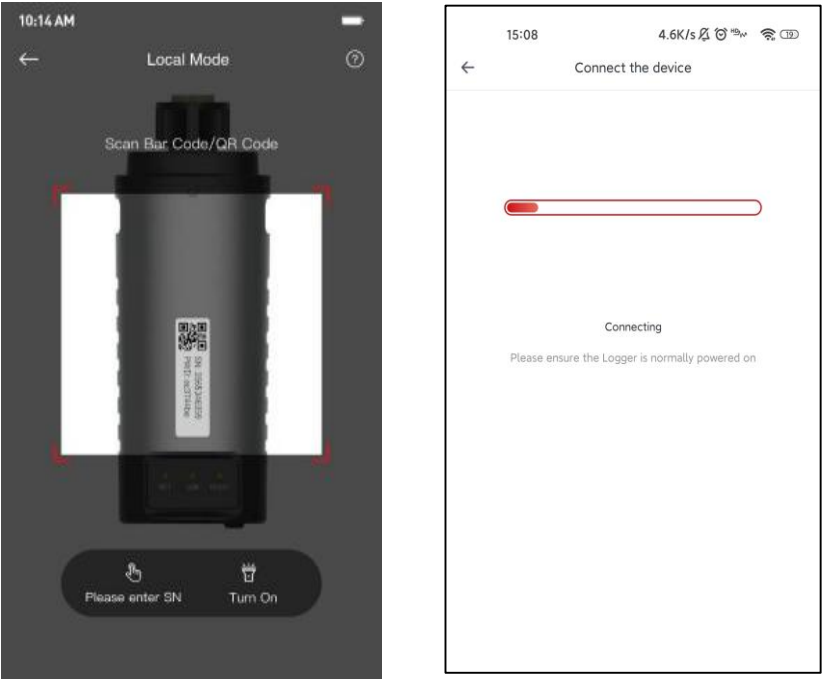 10:14 AM
Local Mode
Scan Bar Code/QR Code
Please enter SN
Turn On
15:08
4.6K/s
19
Connect the device
Connecting
Please ensure the Logger is normally powered on